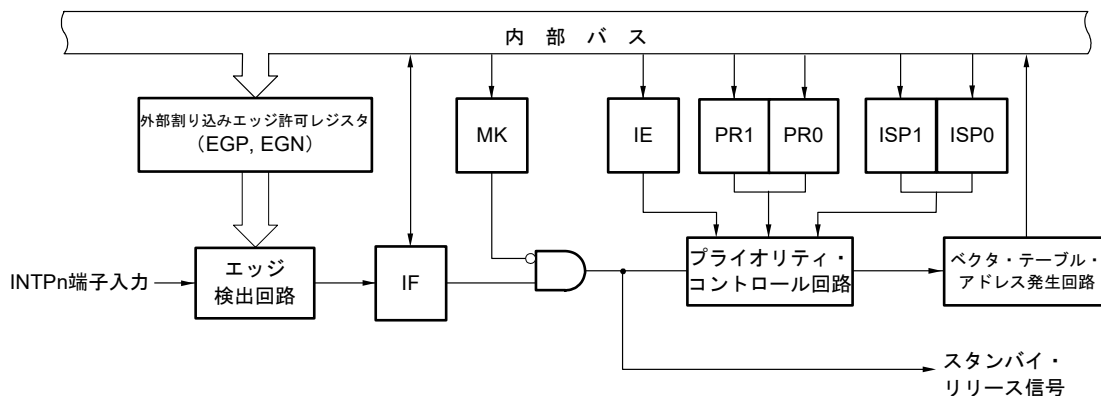 内 部 バ ス
外部割り込みエッジ許可レジスタ
（EGP, EGN）
MK
IE
PR1
PR0
ISP1
ISP0
INTPn端子入力
エッジ
検出回路
IF
プライオリティ・
コントロール回路
ベクタ・テーブル・
アドレス発生回路
スタンバイ・
リリース信号